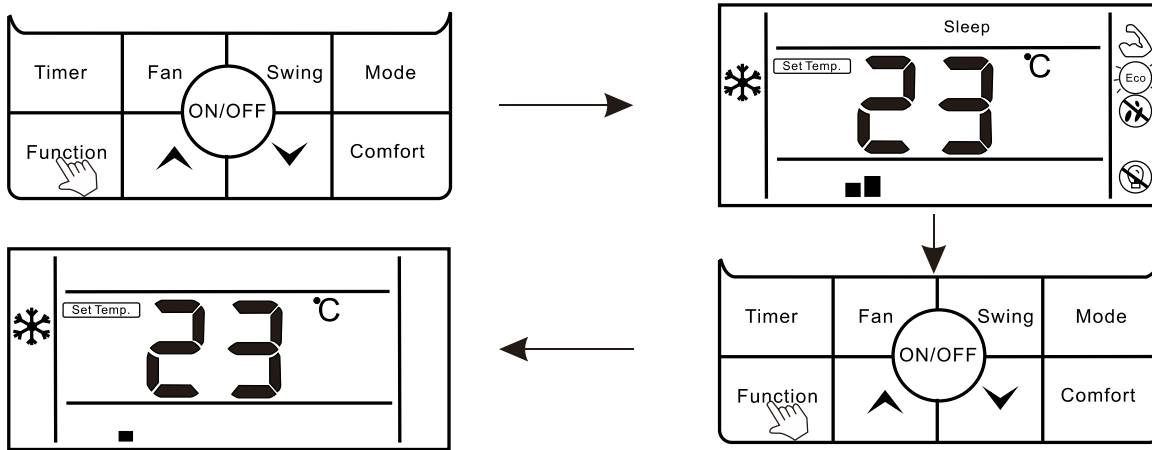 Timer Fan Swing Mode
ON/OFF
Function Comfort
Sleep
Set Temp. 23 °C
Eco
Timer Fan Swing Mode
ON/OFF
Function Comfort
Set Temp. 23 °C